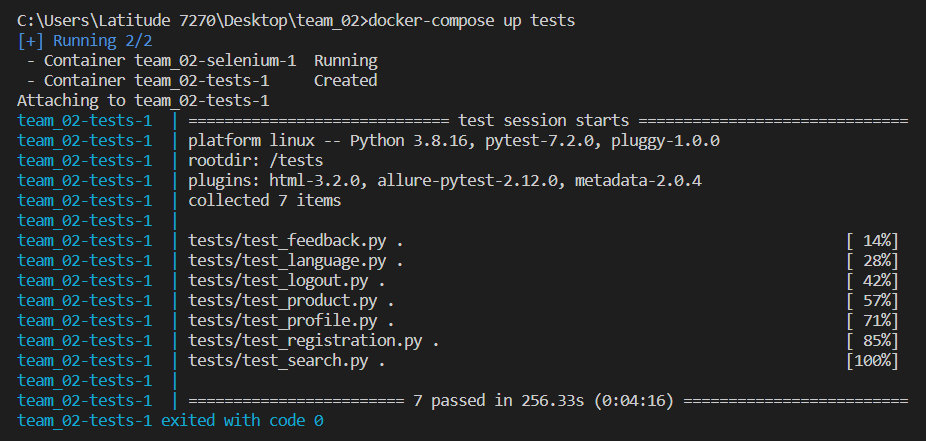 C:\Users\Latitude 7270\Desktop\team_02>docker-compose up tests
[+] Running 2/2
 - Container team_02-selenium-1  Running
 - Container team_02-tests-1     Created
Attaching to team_02-tests-1
team_02-tests-1  | ============================= test session starts ==============================
team_02-tests-1  | platform linux -- Python 3.8.16, pytest-7.2.0, pluggy-1.0.0
team_02-tests-1  | rootdir: /tests
team_02-tests-1  | plugins: html-3.2.0, allure-pytest-2.12.0, metadata-2.0.4
team_02-tests-1  | collected 7 items
team_02-tests-1  |
team_02-tests-1  | tests/test_feedback.py .                                                 [ 14%]
team_02-tests-1  | tests/test_language.py .                                                 [ 28%]
team_02-tests-1  | tests/test_logout.py .                                                   [ 42%]
team_02-tests-1  | tests/test_product.py .                                                  [ 57%]
team_02-tests-1  | tests/test_profile.py .                                                  [ 71%]
team_02-tests-1  | tests/test_registration.py .                                             [ 85%]
team_02-tests-1  | tests/test_search.py .                                                   [100%]
team_02-tests-1  |
team_02-tests-1  | ======================== 7 passed in 256.33s (0:04:16) =========================
team_02-tests-1 exited with code 0